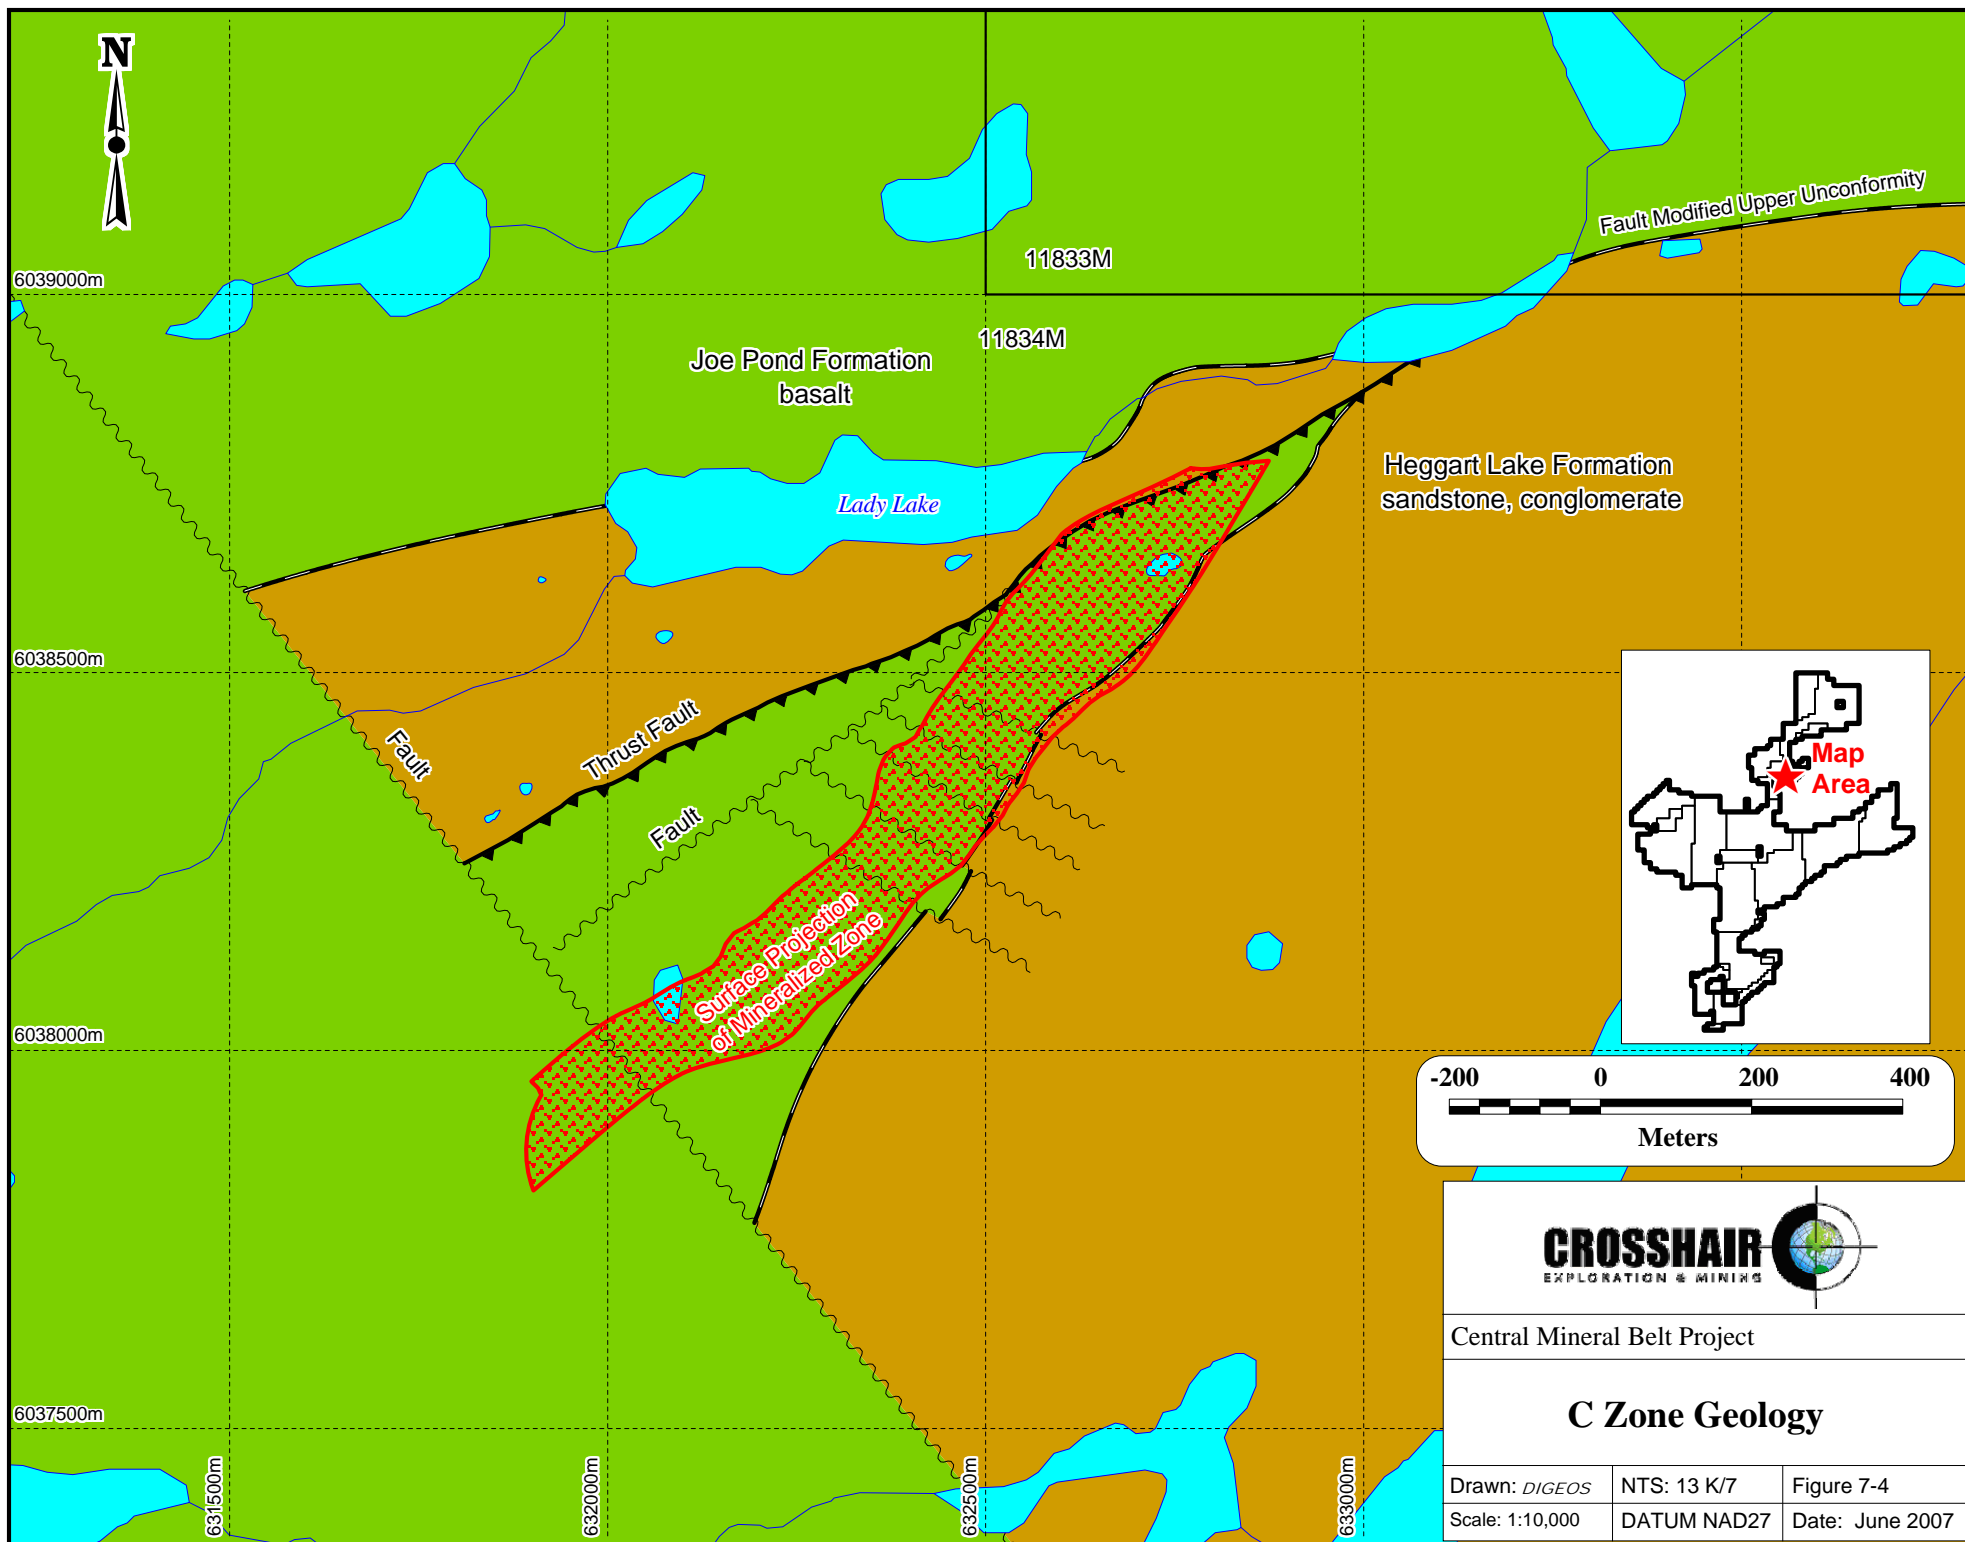 N
Fault Modified Upper Unconformity
11833M
6039000m
11834M
Joe Pond Formation
basalt
Heggart Lake Formation
sandstone, conglomerate
Lady Lake
6038500m
Thrust Fault
Fault
Fault
Map
Area
Surface Projection
of Mineralized Zone
6038000m
-200 0 200 400
Meters
CROSSHAIR
EXPLORATION & MINING
Central Mineral Belt Project
C Zone Geology
6037500m
631500m
632000m
632500m
633000m
Drawn: DIGEOS NTS: 13 K/7 Figure 7-4
Scale: 1:10,000 DATUM NAD27 Date: June 2007